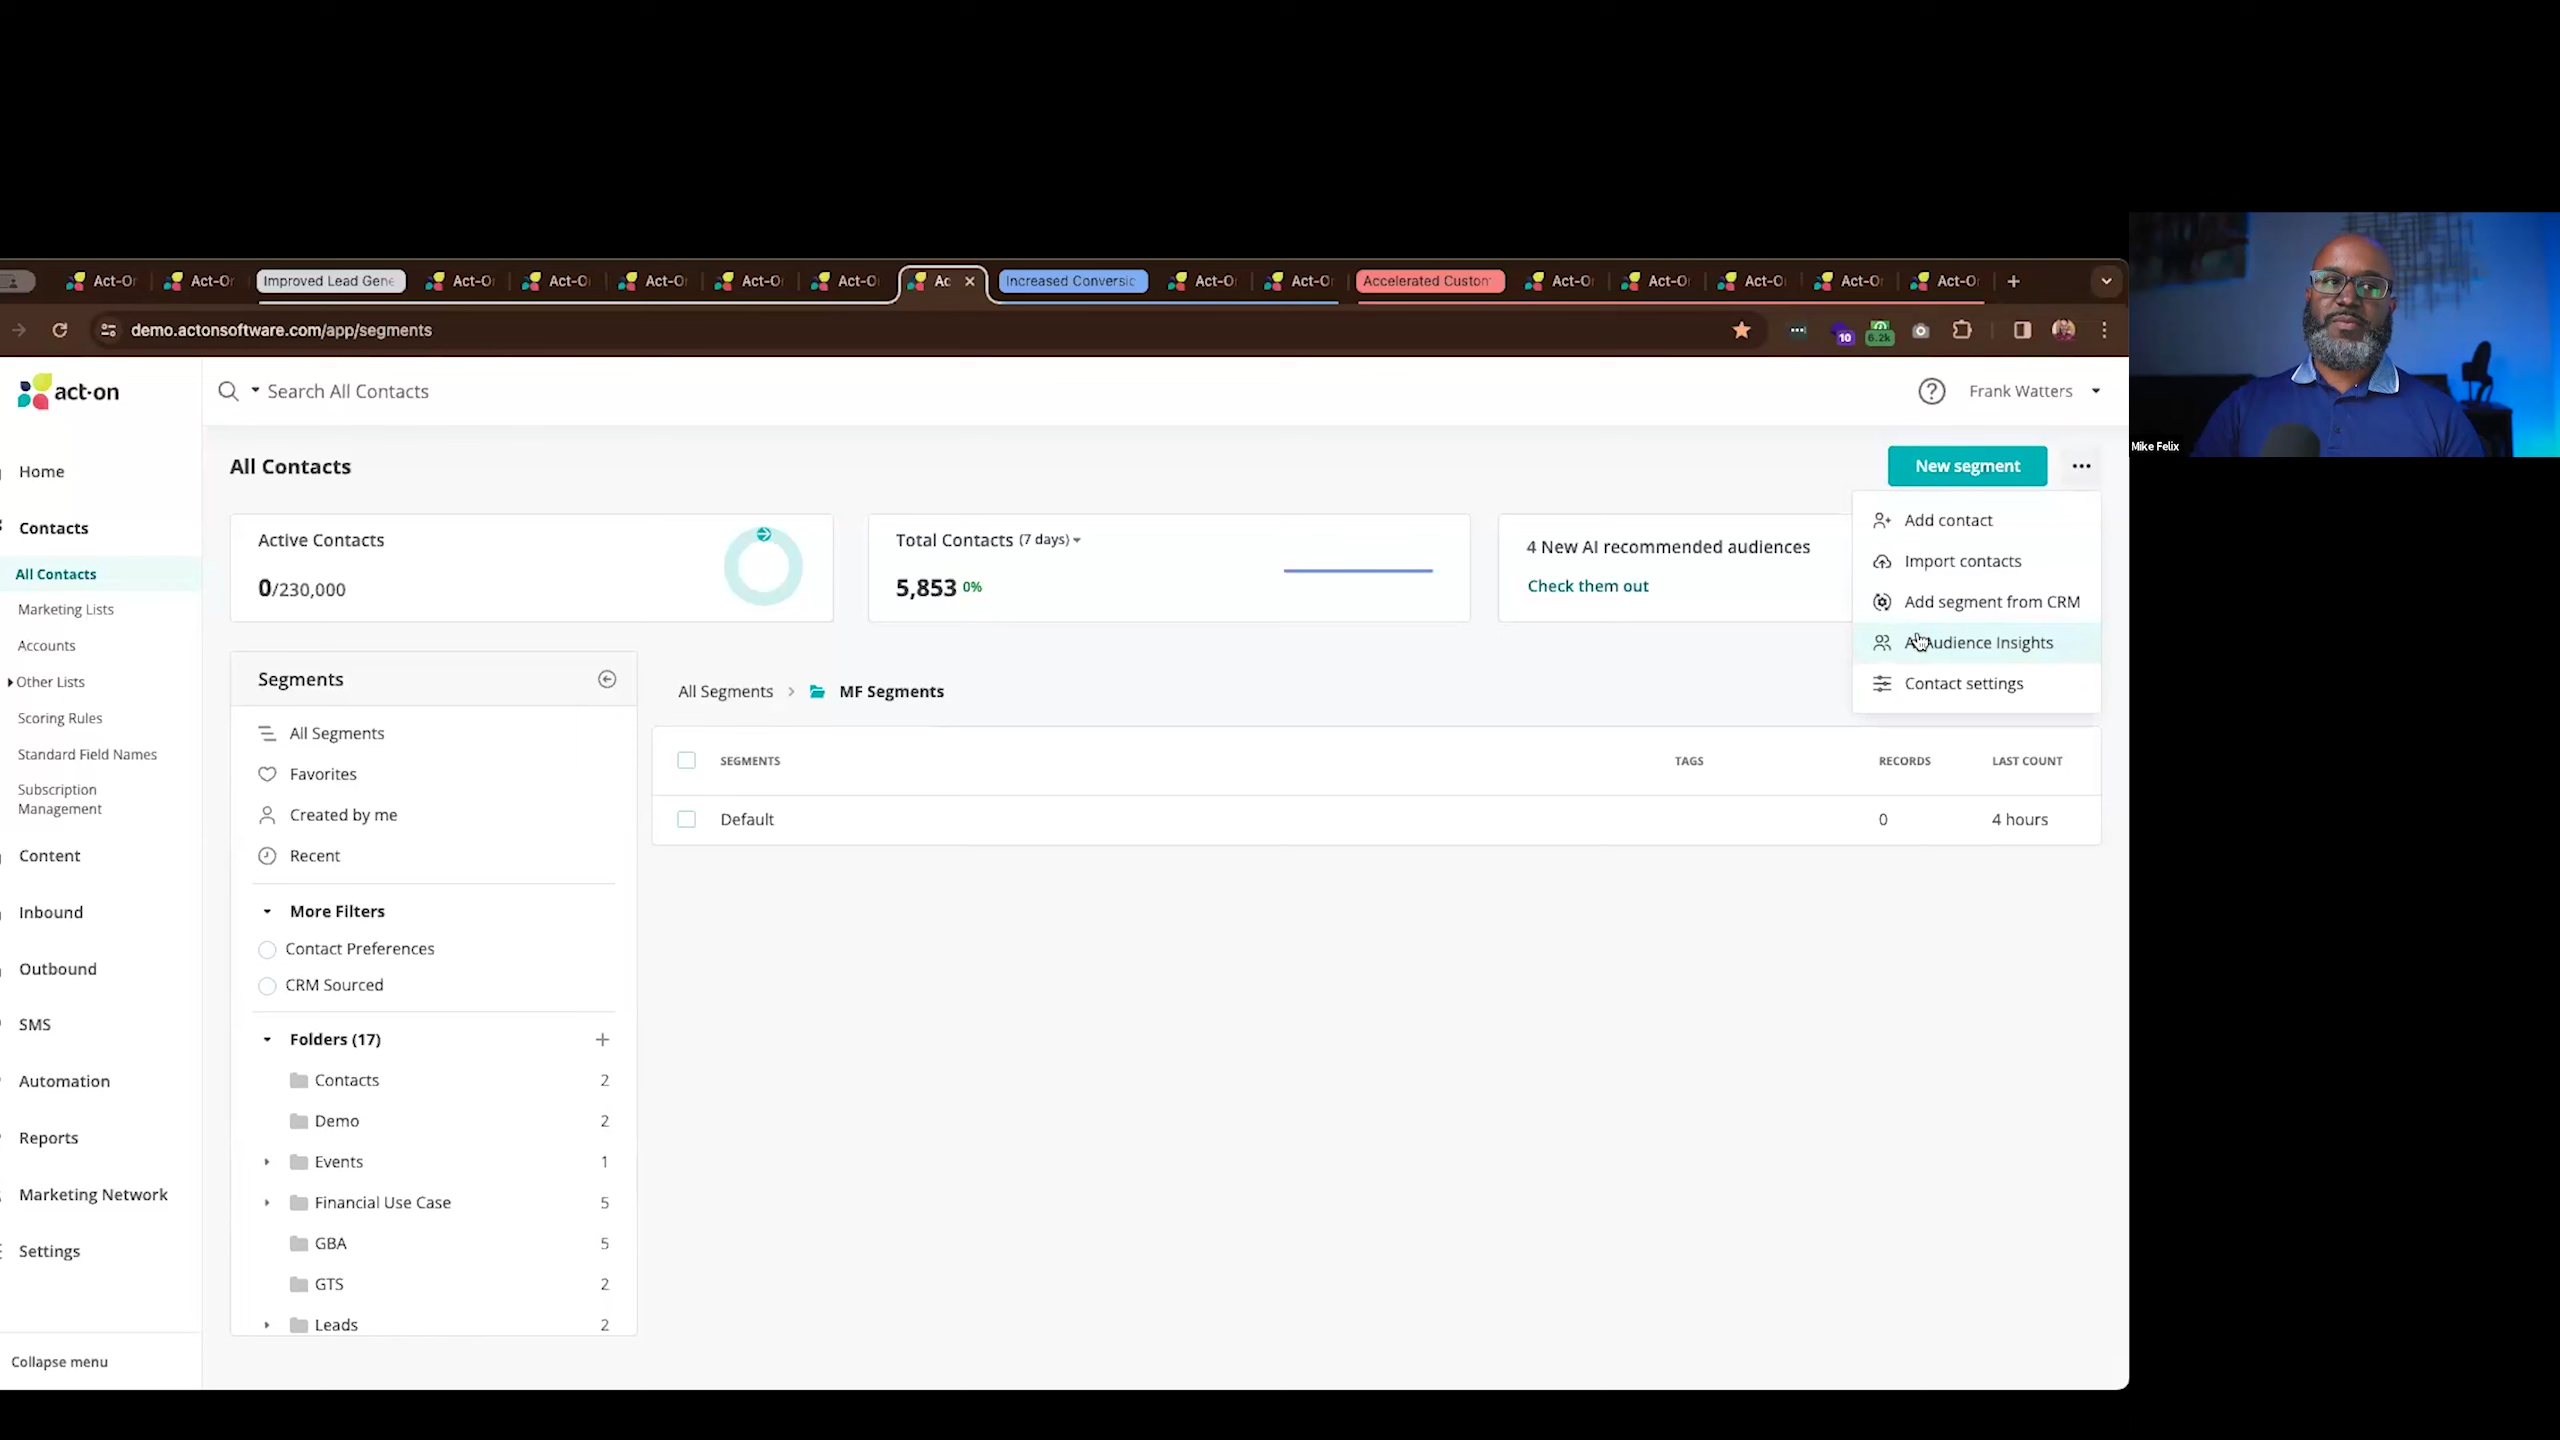 Act-O
Act-O
Improved Lead Gene
Act-O
Act-O
Act-O
Act-O
Act-O
Ac
Increased Conversio
Act-O
Act-O
Accelerated Custom
Act-O
Act-O
Act-O
Act-O
Act-O
demo.actonsoftware.com/app/segments
10
6.2k
act-on
Search All Contacts
Frank Watters
Mike Felix
Home
Contacts
All Contacts
Marketing Lists
Accounts
Other Lists
Scoring Rules
Standard Field Names
Subscription
Management
Content
Inbound
Outbound
SMS
Automation
Reports
Marketing Network
Settings
Collapse menu
All Contacts
New segment
Active Contacts
0/230,000
Total Contacts (7 days)
5,853 0%
4 New AI recommended audiences
Check them out
Add contact
Import contacts
Add segment from CRM
Audience Insights
Contact settings
Segments
All Segments
Favorites
Created by me
Recent
More Filters
Contact Preferences
CRM Sourced
Folders (17)
Contacts 2
Demo 2
Events 1
Financial Use Case 5
GBA 5
GTS 2
Leads 2
All Segments > MF Segments
SEGMENTS TAGS RECORDS LAST COUNT
Default 0 4 hours